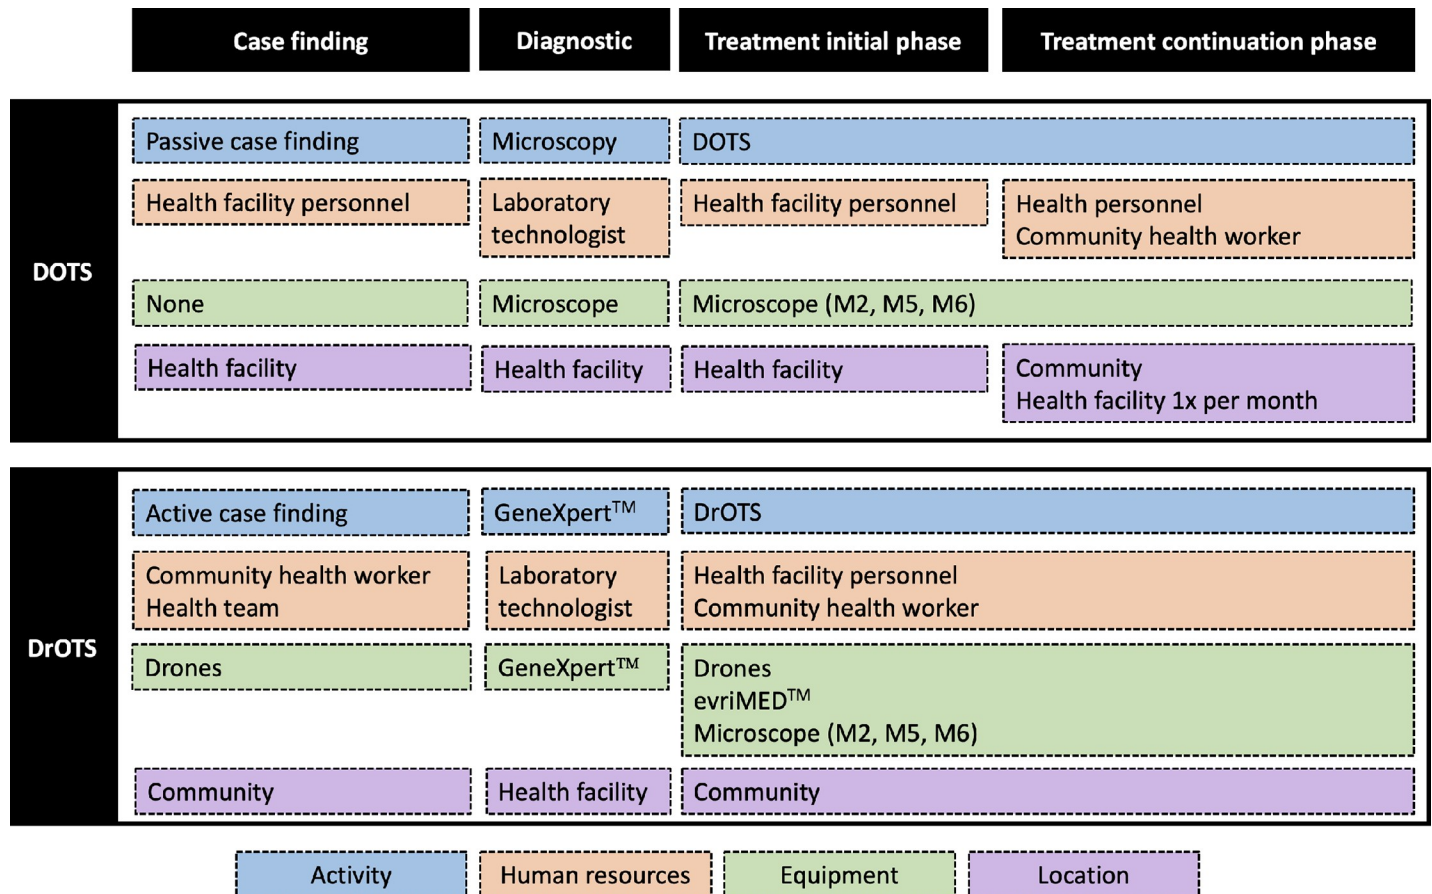 Case finding
Diagnostic
Treatment initial phase
Treatment continuation phase
DOTS
Passive case finding
Microscopy
DOTS
Health facility personnel
Laboratory
technologist
Health facility personnel
Health personnel
Community health worker
None
Microscope
Microscope (M2, M5, M6)
Health facility
Health facility
Health facility
Community
Health facility 1x per month
DrOTS
Active case finding
GeneXpert™
DrOTS
Community health worker
Health team
Laboratory
technologist
Health facility personnel
Community health worker
Drones
GeneXpert™
Drones
evriMED™
Microscope (M2, M5, M6)
Community
Health facility
Community
Activity
Human resources
Equipment
Location